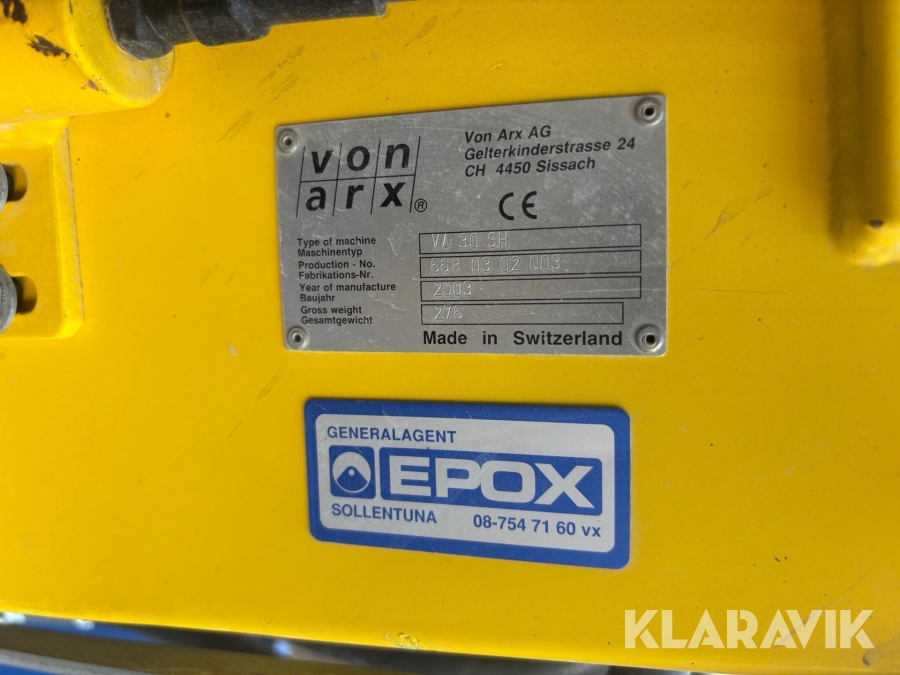 von
arx®
Von Arx AG
Gelterkinderstrasse 24
CH 4450 Sissach
CE
Type of machine
Maschinentyp
VA 30 SH
Production - No.
Fabrikations-Nr.
668 03 02 003
Year of manufacture
Baujahr
2003
Gross weight
Gesamtgewicht
276
Made in Switzerland
GENERALAGENT
EPOX
SOLLENTUNA 08-754 71 60 vx
KLARAVIK